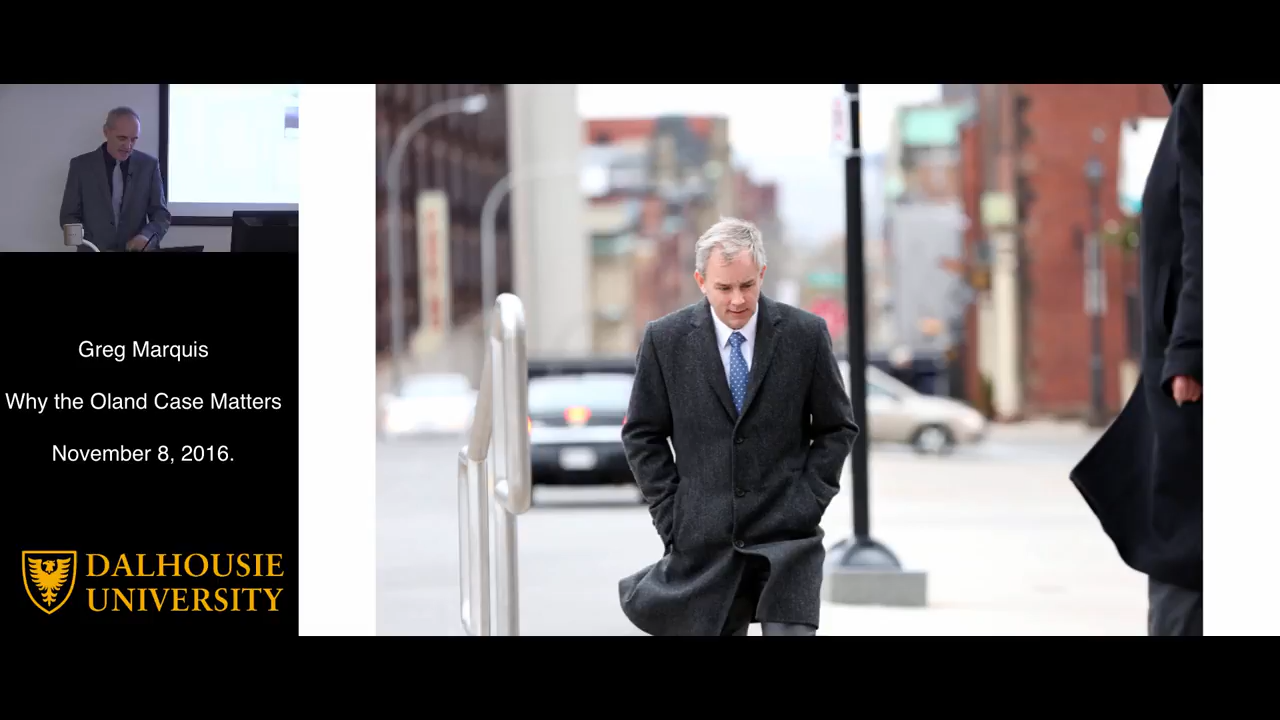 Greg Marquis
Why the Oland Case Matters
November 8, 2016.
DALHOUSIE
UNIVERSITY